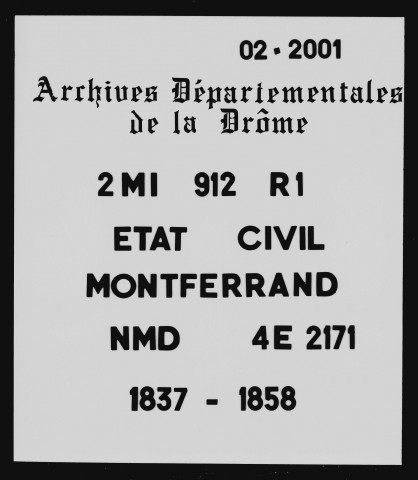 02 • 2001
Archives Départementales
de la Drôme
2 MI 912 R1
ETAT CIVIL
MONTFERRAND
NMD 4E 2171
1837 - 1858